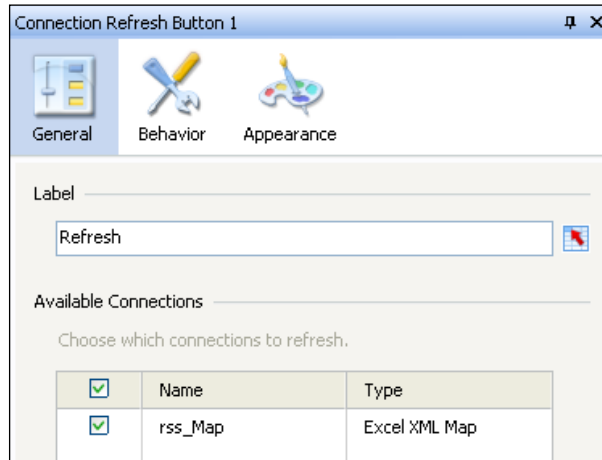 Connection Refresh Button 1
General Behavior Appearance
Label
Refresh
Available Connections
Choose which connections to refresh.
Name Type
rss_Map Excel XML Map